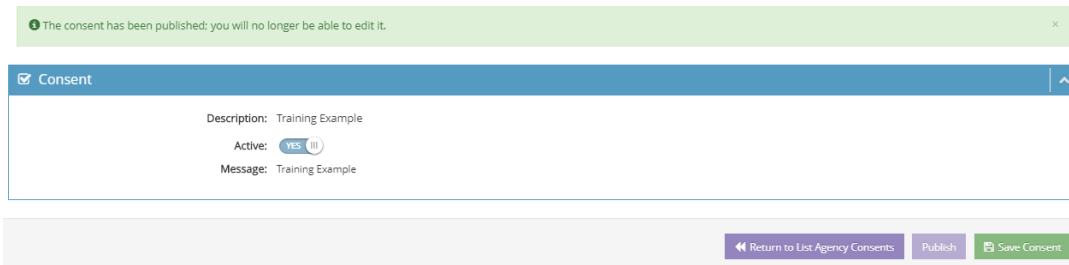 The consent has been published; you will no longer be able to edit it. ×
Consent
Description: Training Example
Active: YES
Message: Training Example
Return to List Agency Consents Publish Save Consent